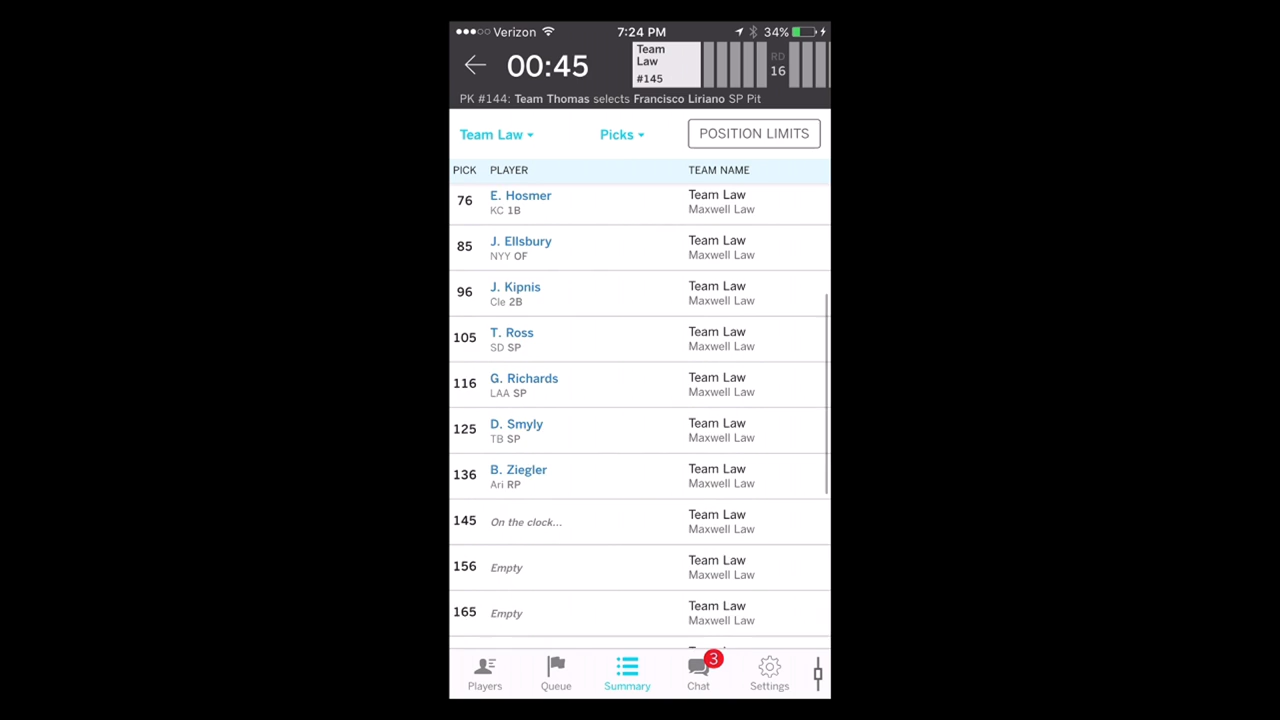 Verizon 7:24 PM 34%
00:45
Team
Law
#145
RD
16
PK #144: Team Thomas selects Francisco Liriano SP Pit
Team Law Picks POSITION LIMITS
PICK PLAYER TEAM NAME
76 E. Hosmer Team Law
KC 1B Maxwell Law
85 J. Ellsbury Team Law
NYY OF Maxwell Law
96 J. Kipnis Team Law
Cle 2B Maxwell Law
105 T. Ross Team Law
SD SP Maxwell Law
116 G. Richards Team Law
LAA SP Maxwell Law
125 D. Smyly Team Law
TB SP Maxwell Law
136 B. Ziegler Team Law
Ari RP Maxwell Law
145 On the clock... Team Law
Maxwell Law
156 Empty Team Law
Maxwell Law
165 Empty Team Law
Maxwell Law
3
Players Queue Summary Chat Settings